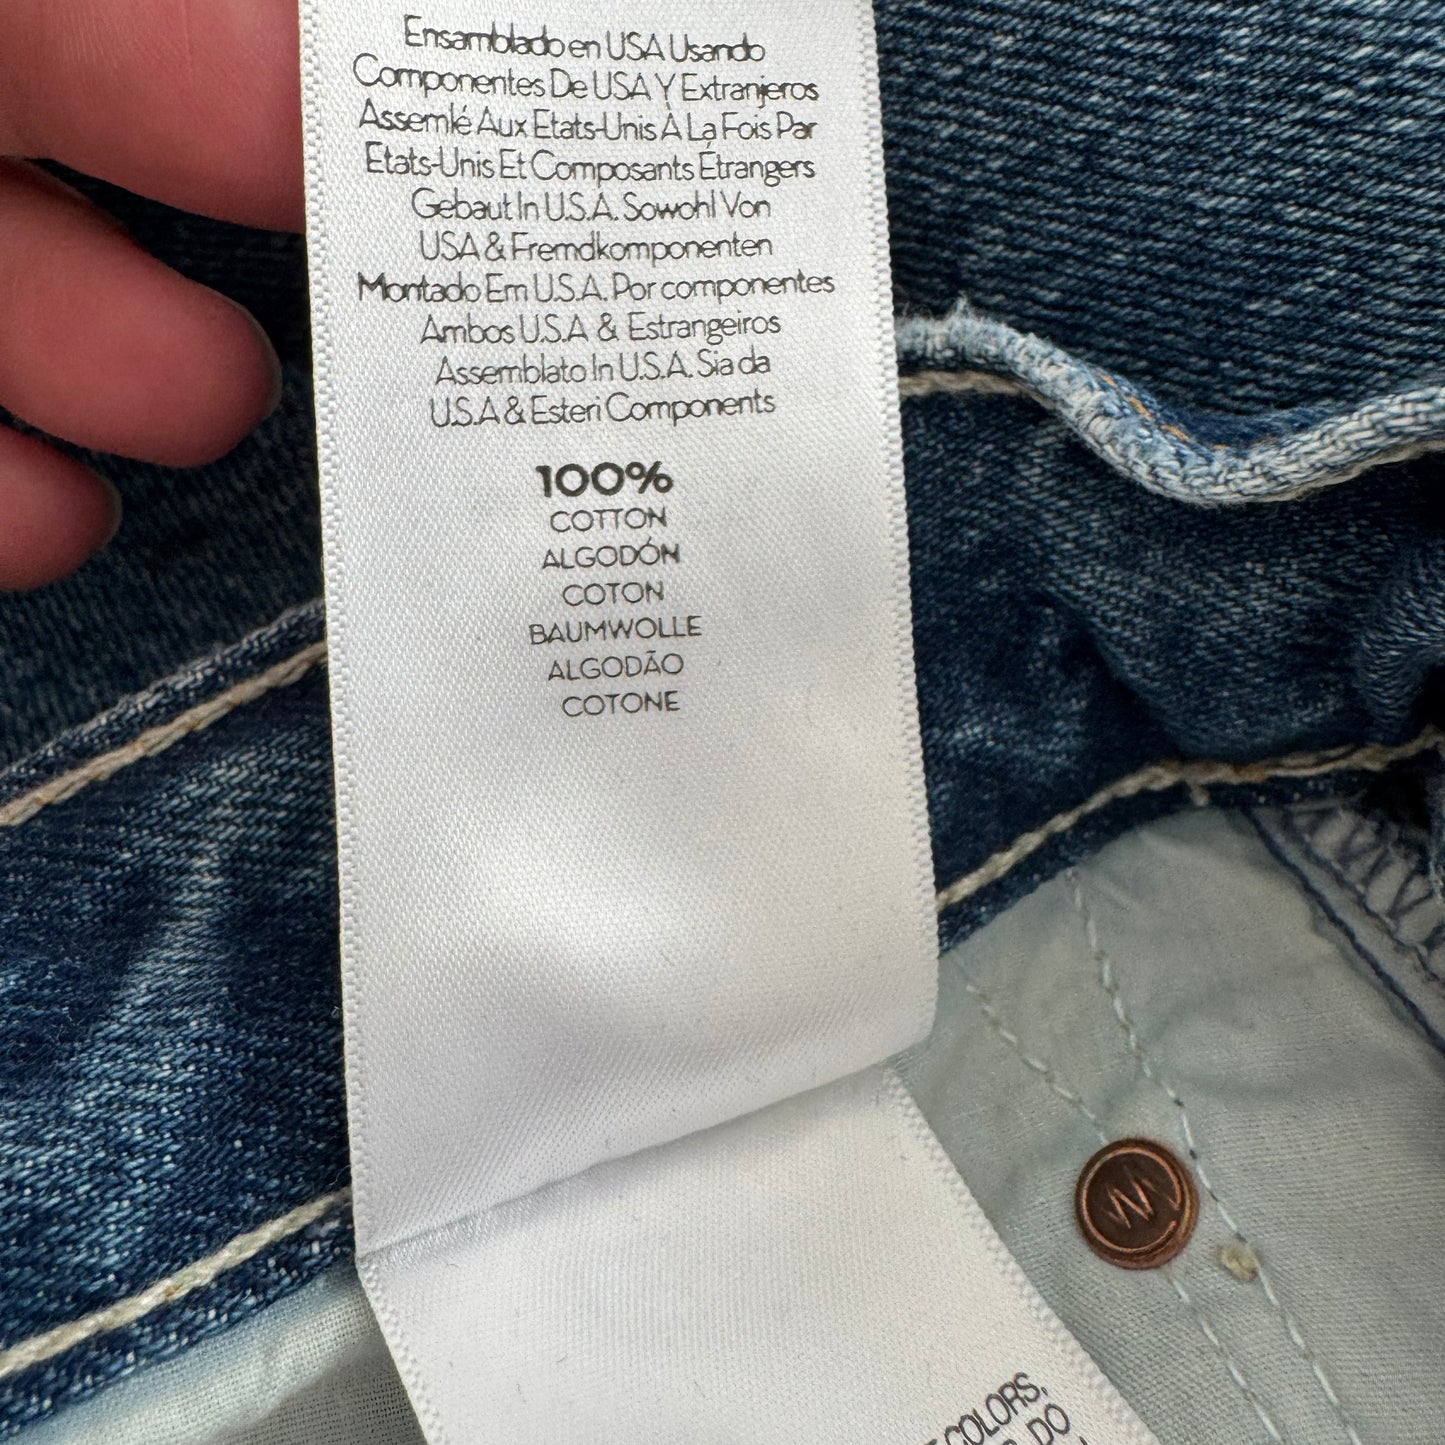 Ensamblado en USA Usando
Componentes De USA Y Extranjeros
Assemlé Aux Etats-Unis À La Fois Par
Etats-Unis Et Composants Étrangers
Gebaut In U.S.A. Sowohl Von
USA & Fremdkomponenten
Montado Em U.S.A. Por componentes
Ambos U.S.A & Estrangeiros
Assemblato In U.S.A. Sia da
U.S.A & Esteri Components
100%
COTTON
ALGODÓN
COTON
BAUMWOLLE
ALGODÃO
COTONE
COLORS.
DO